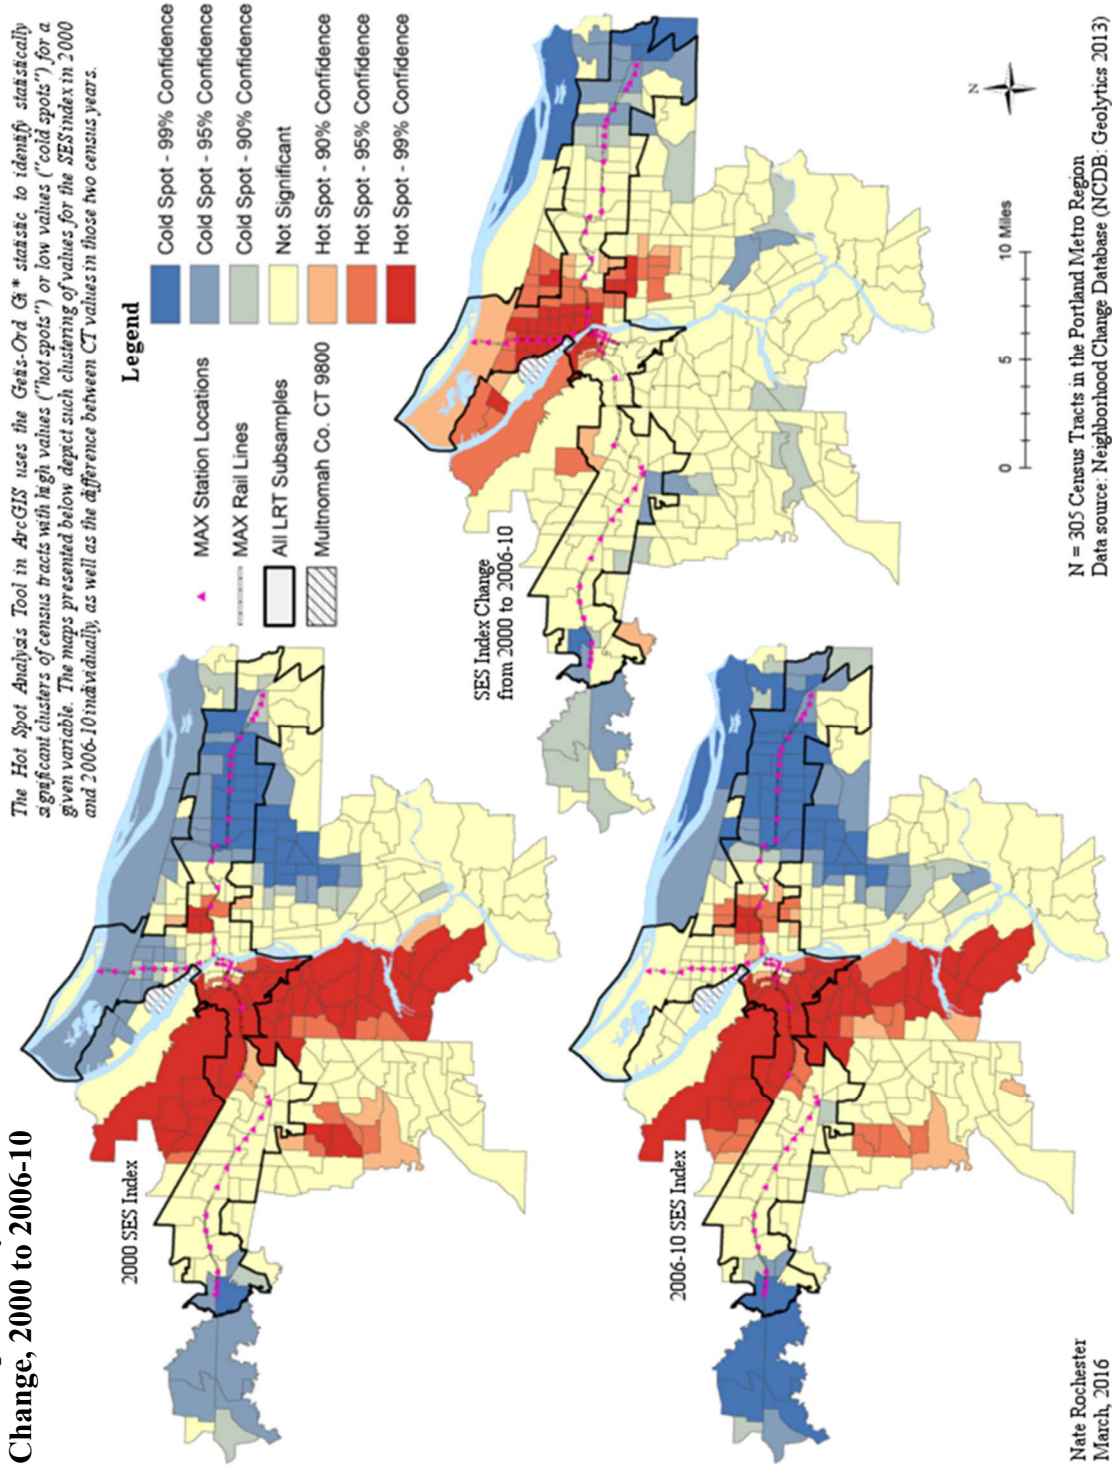 Change, 2000 to 2006-10
The Hot Spot Analysis Tool in ArcGIS uses the Getis-Ord Gi* statistic to identify statistically
significant clusters of census tracts with high values ("hot spots") or low values ("cold spots") for a
given variable. The maps presented below depict such clustering of values for the SES index in 2000
and 2006-10 individually, as well as the difference between CT values in those two census years.
Legend
MAX Station Locations
MAX Rail Lines
All LRT Subsamples
Multnomah Co. CT 9800
Cold Spot - 99% Confidence
Cold Spot - 95% Confidence
Cold Spot - 90% Confidence
Not Significant
Hot Spot - 90% Confidence
Hot Spot - 95% Confidence
Hot Spot - 99% Confidence
2000 SES Index
SES Index Change
from 2000 to 2006-10
2006-10 SES Index
N
0 5 10 Miles
Nate Rochester
March, 2016
N = 305 Census Tracts in the Portland Metro Region
Data source: Neighborhood Change Database (NCDB: Geolytics 2013)